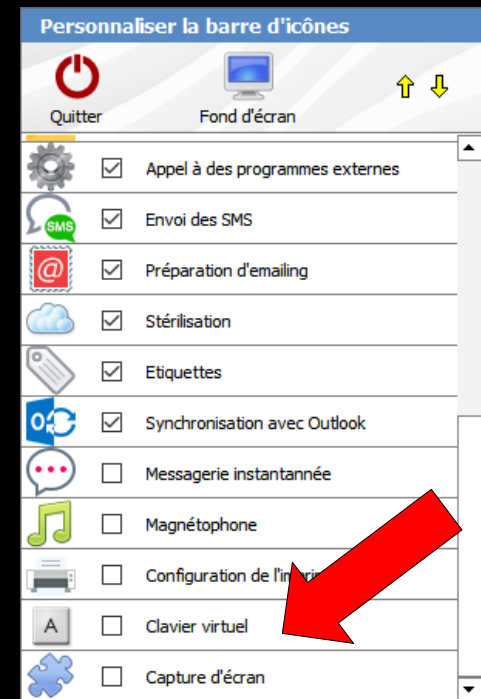 Personnaliser la barre d'icônes
Quitter
Fond d'écran
Appel à des programmes externes
SMS
Envoi des SMS
@
Préparation d'emailing
Stérilisation
Etiquettes
O
Synchronisation avec Outlook
Messagerie instantannée
Magnétophone
Configuration de
A
Clavier virtuel
Capture d'écran